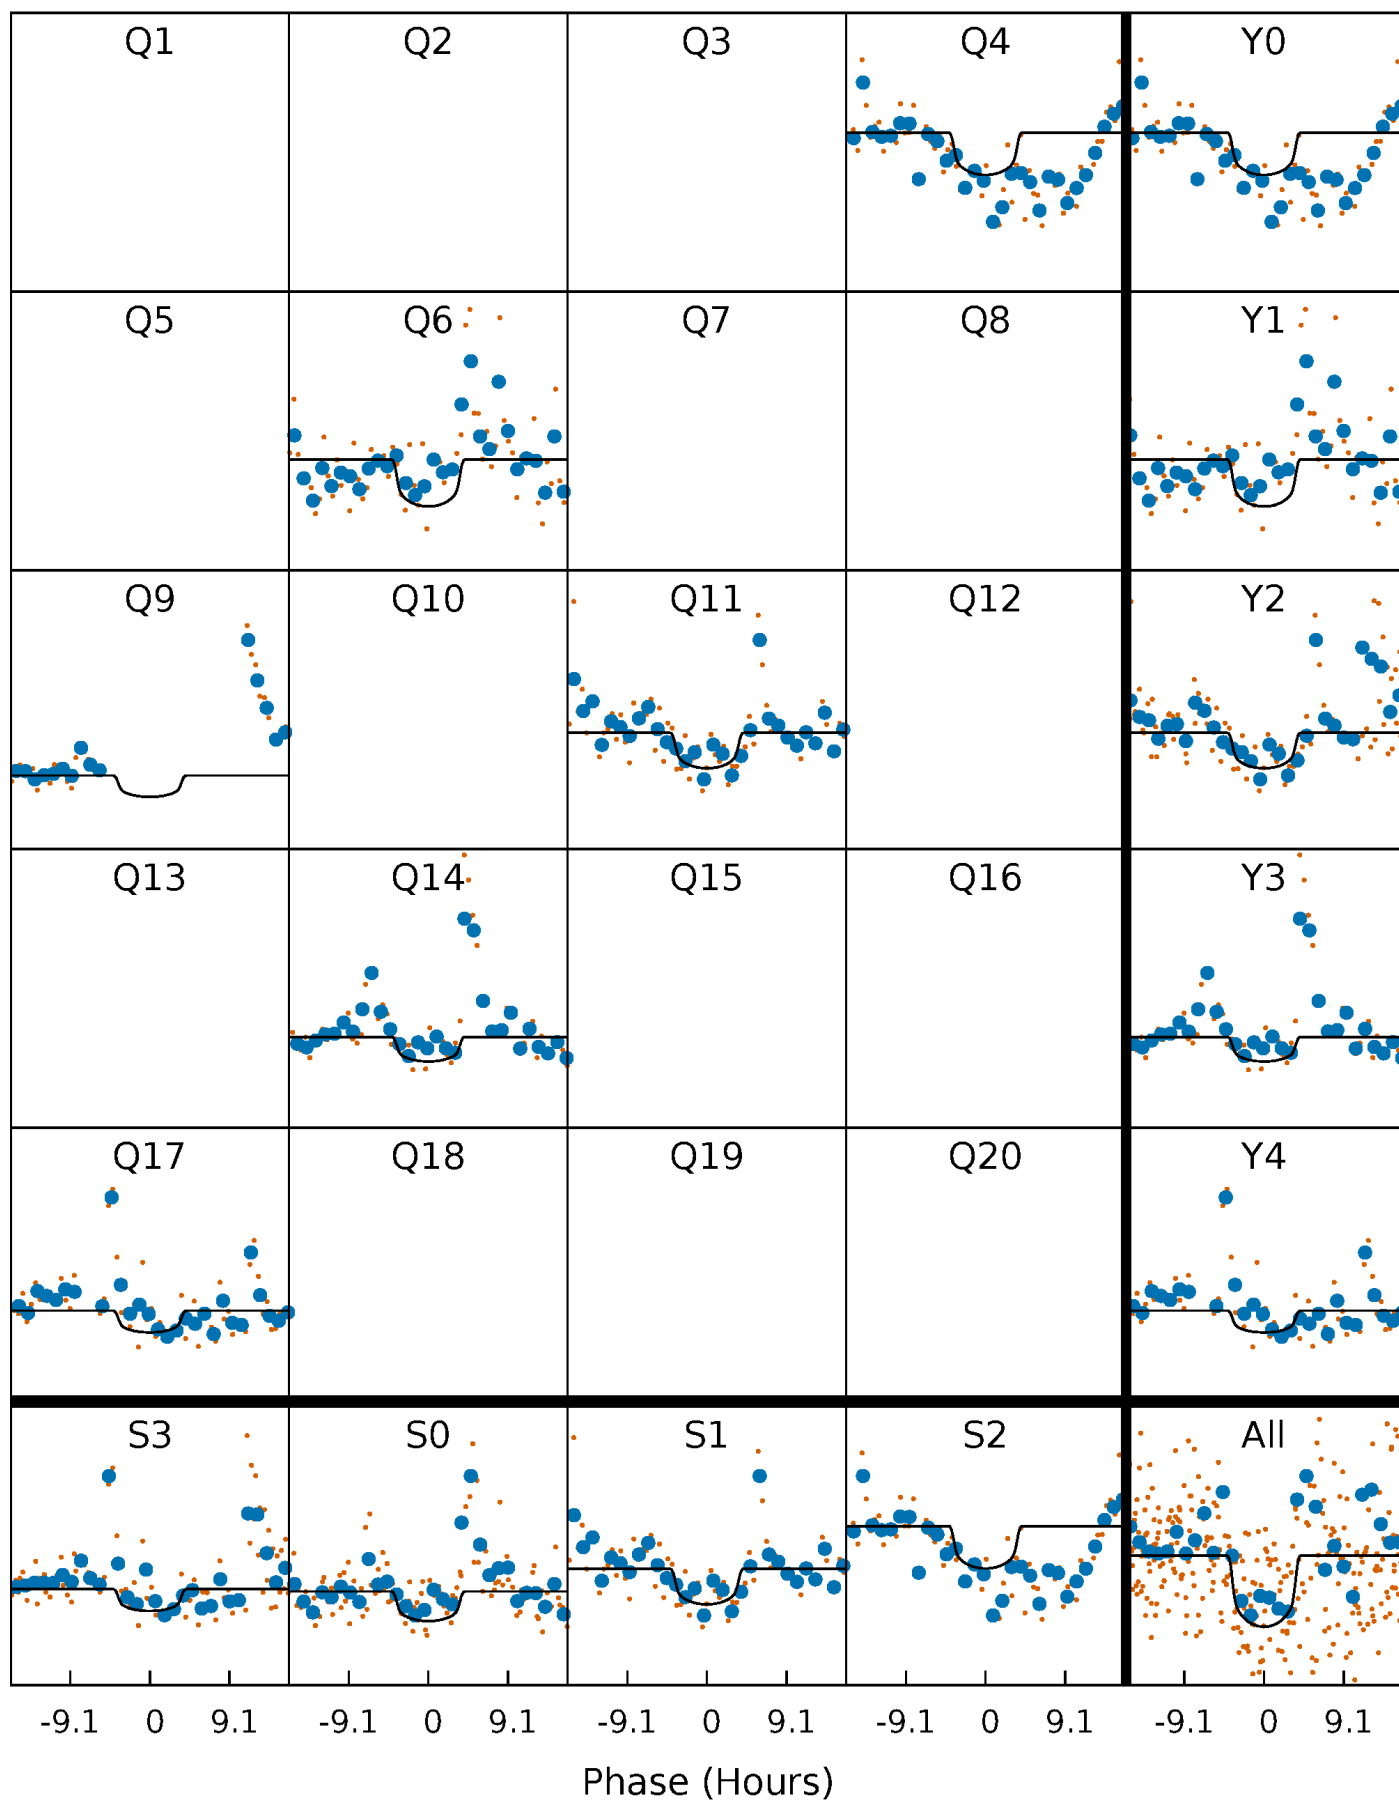 Q1 Q2 Q3 Q4 Y0
Q5 Q6 Q7 Q8 Y1
Q9 Q10 Q11 Q12 Y2
Q13 Q14 Q15 Q16 Y3
Q17 Q18 Q19 Q20 Y4
S3 S0 S1 S2 All
-9.1 0 9.1 -9.1 0 9.1 -9.1 0 9.1 -9.1 0 9.1 -9.1 0 9.1
Phase (Hours)